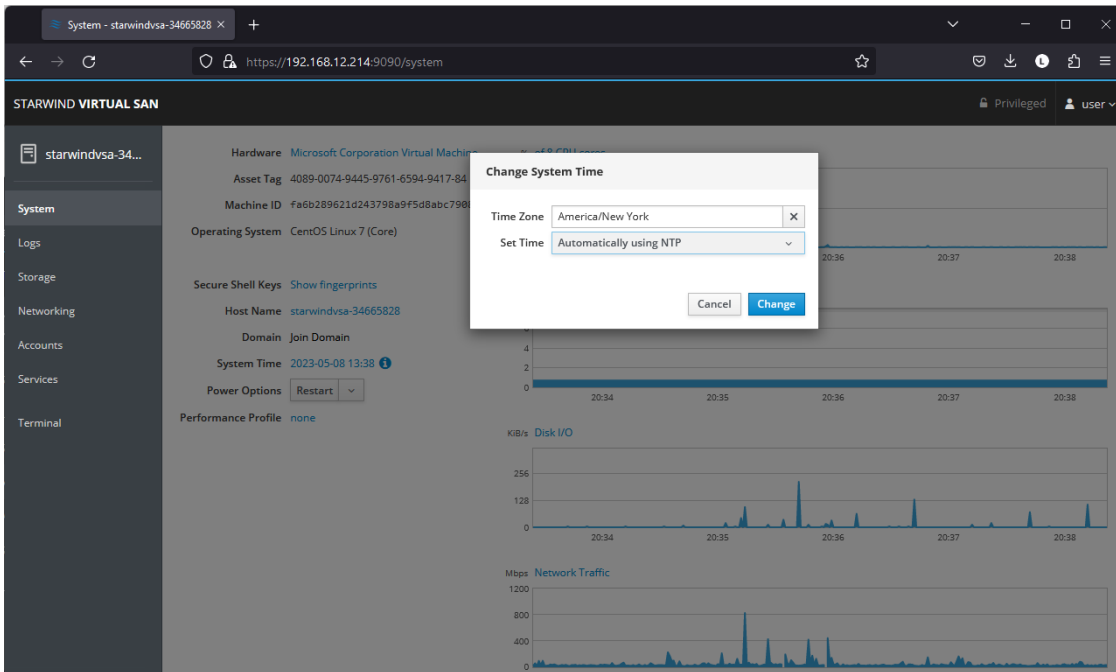 System - starwindvsa-34665828
https://192.168.12.214:9090/system
STARWIND VIRTUAL SAN
Privileged
user
starwindvsa-34...
System
Logs
Storage
Networking
Accounts
Services
Terminal
Hardware Microsoft Corporation Virtual Machine
Asset Tag 4089-0074-9445-9761-6594-9417-84
Machine ID fa6b289621d243798a9f5d8abc7908
Operating System CentOS Linux 7 (Core)
Secure Shell Keys Show fingerprints
Host Name starwindvsa-34665828
Domain Join Domain
System Time 2023-05-08 13:38
Power Options Restart
Performance Profile none
% of 8 CPU cores
Change System Time
Time Zone America/New York
Set Time Automatically using NTP
Cancel Change
20:36 20:37 20:38
4
2
0
20:34 20:35 20:36 20:37 20:38
KiB/s Disk I/O
256
128
0
20:34 20:35 20:36 20:37 20:38
Mbps Network Traffic
1200
800
400
0